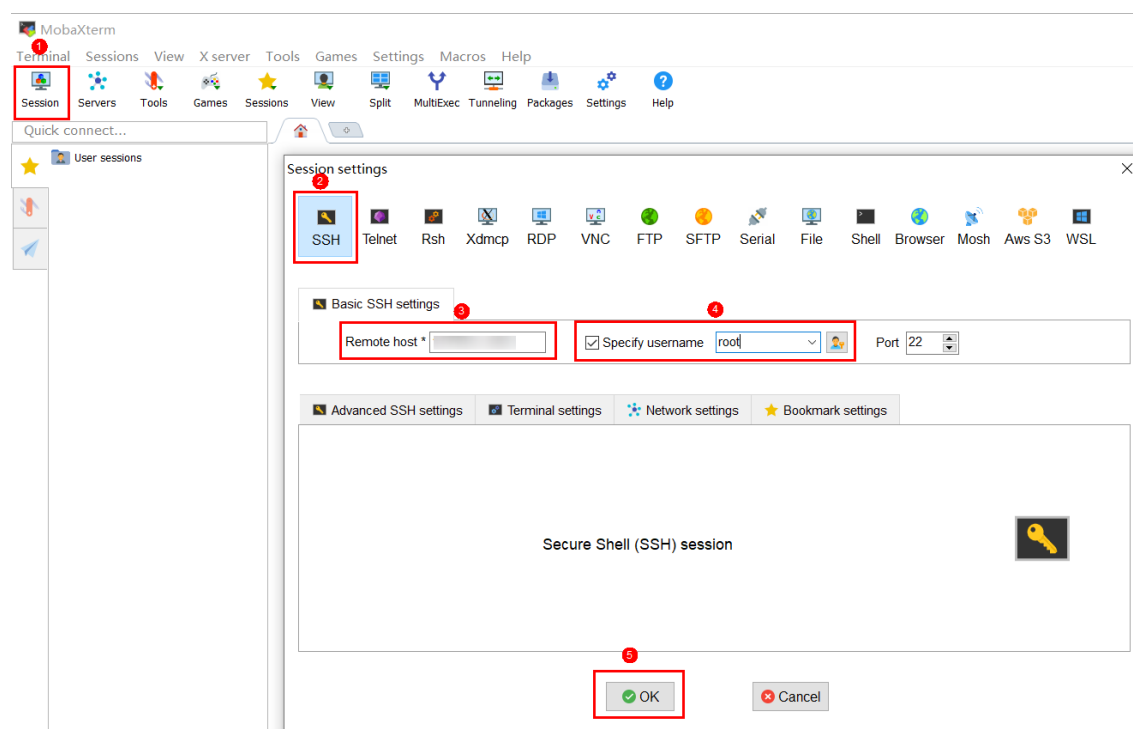 MobaXterm
1
Terminal Sessions View X server Tools Games Settings Macros Help
Session Servers Tools Games Sessions View Split MultiExec Tunneling Packages Settings Help
Quick connect...
User sessions
Session settings
2
SSH Telnet Rsh Xdmcp RDP VNC FTP SFTP Serial File Shell Browser Mosh Aws S3 WSL
Basic SSH settings
3
4
Remote host * Specify username root Port 22
Advanced SSH settings Terminal settings Network settings Bookmark settings
Secure Shell (SSH) session
5
OK Cancel